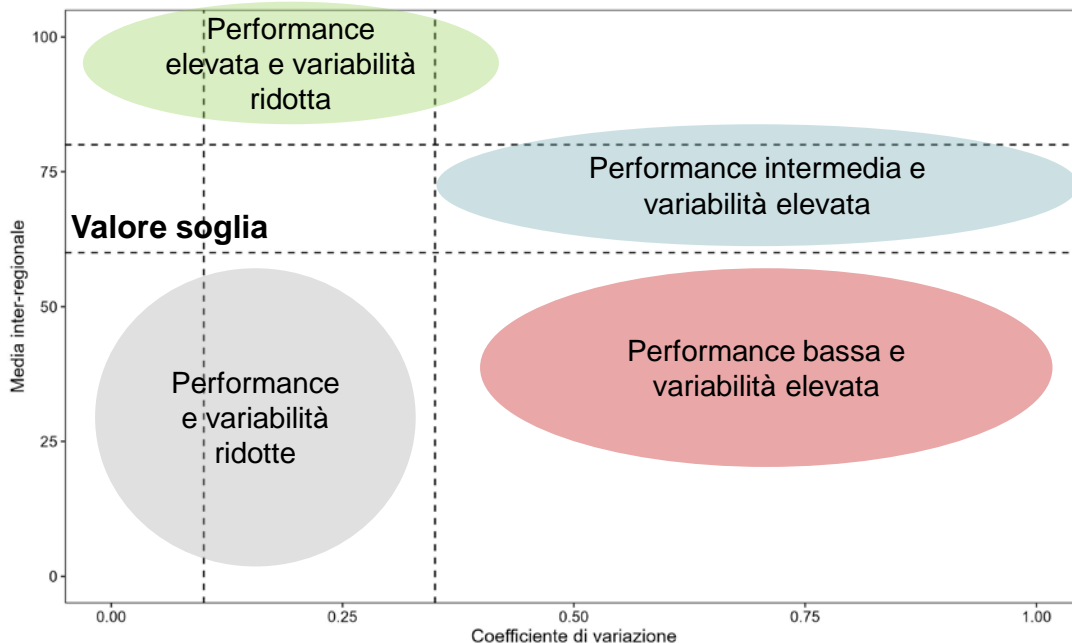 Performance
elevata e variabilità
ridotta
Performance intermedia e
variabilità elevata
Valore soglia
Performance bassa e
variabilità elevata
Performance
e variabilità
ridotte
Media inter-regionale
100
75
50
25
0
0.00 0.25 0.50 0.75 1.00
Coefficiente di variazione